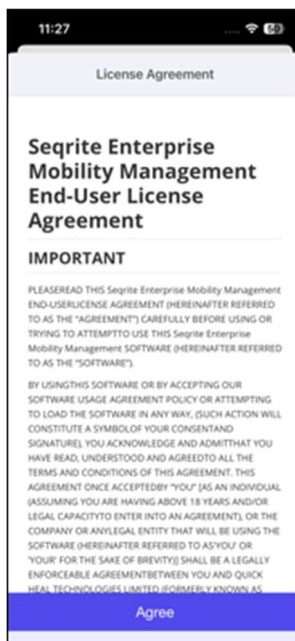 11:27
50
License Agreement
Seqrite Enterprise
Mobility Management
End-User License
Agreement
IMPORTANT
PLEASEREAD THIS Seqrite Enterprise Mobility Management
END-USERLICENSE AGREEMENT (HEREINAFTER REFERRED
TO AS THE "AGREEMENT") CAREFULLY BEFORE USING OR
TRYING TO ATTEMPTTO USE THIS Seqrite Enterprise
Mobility Management SOFTWARE (HEREINAFTER REFERRED
TO AS THE "SOFTWARE").
BY USINGTHIS SOFTWARE OR BY ACCEPTING OUR
SOFTWARE USAGE AGREEMENT POLICY OR ATTEMPTING
TO LOAD THE SOFTWARE IN ANY WAY, (SUCH ACTION WILL
CONSTITUTE A SYMBOLOF YOUR CONSENTAND
SIGNATURE), YOU ACKNOWLEDGE AND ADMITTHAT YOU
HAVE READ, UNDERSTOOD AND AGREEDTO ALL THE
TERMS AND CONDITIONS OF THIS AGREEMENT. THIS
AGREEMENT ONCE ACCEPTEDBY "YOU" [AS AN INDIVIDUAL
(ASSUMING YOU ARE HAVING ABOVE 18 YEARS AND/OR
LEGAL CAPACITYTO ENTER INTO AN AGREEMENT), OR THE
COMPANY OR ANYLEGAL ENTITY THAT WILL BE USING THE
SOFTWARE (HEREINAFTER REFERRED TO AS'YOU' OR
'YOUR' FOR THE SAKE OF BREVITY)] SHALL BE A LEGALLY
ENFORCEABLE AGREEMENTBETWEEN YOU AND QUICK
HEAL TECHNOLOGIES LIMITED (FORMERLY KNOWN AS
Agree